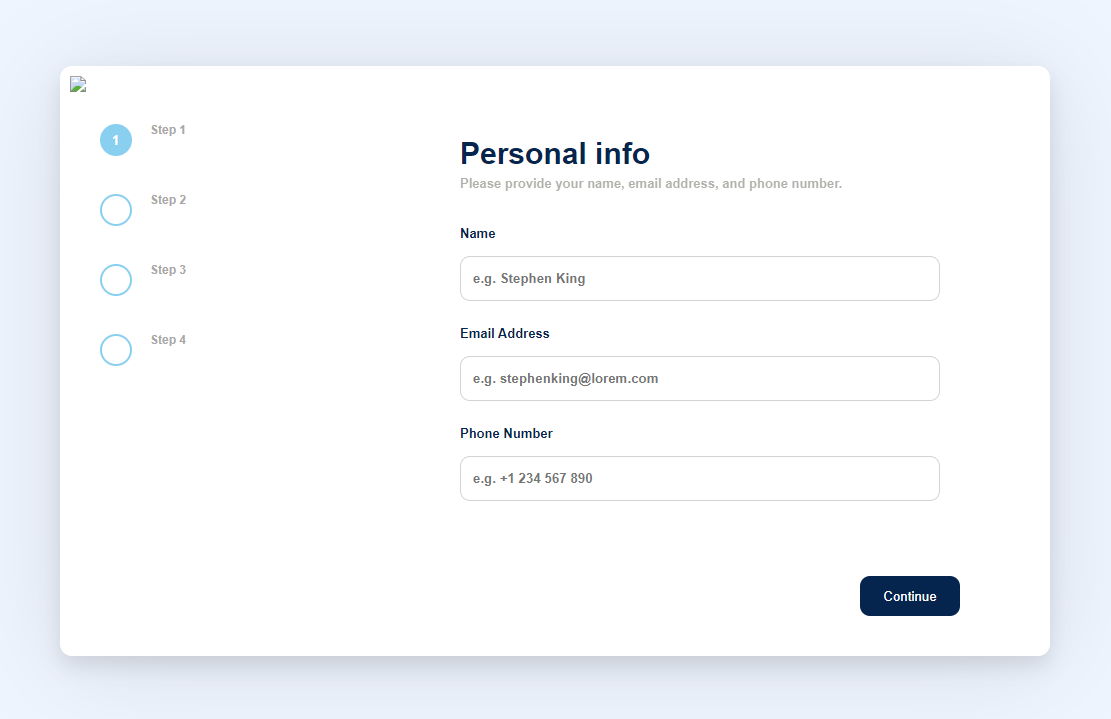 1
Step 1
Step 2
Step 3
Step 4
Personal info
Please provide your name, email address, and phone number.
Name
e.g. Stephen King
Email Address
e.g. stephenking@lorem.com
Phone Number
e.g. +1 234 567 890
Continue